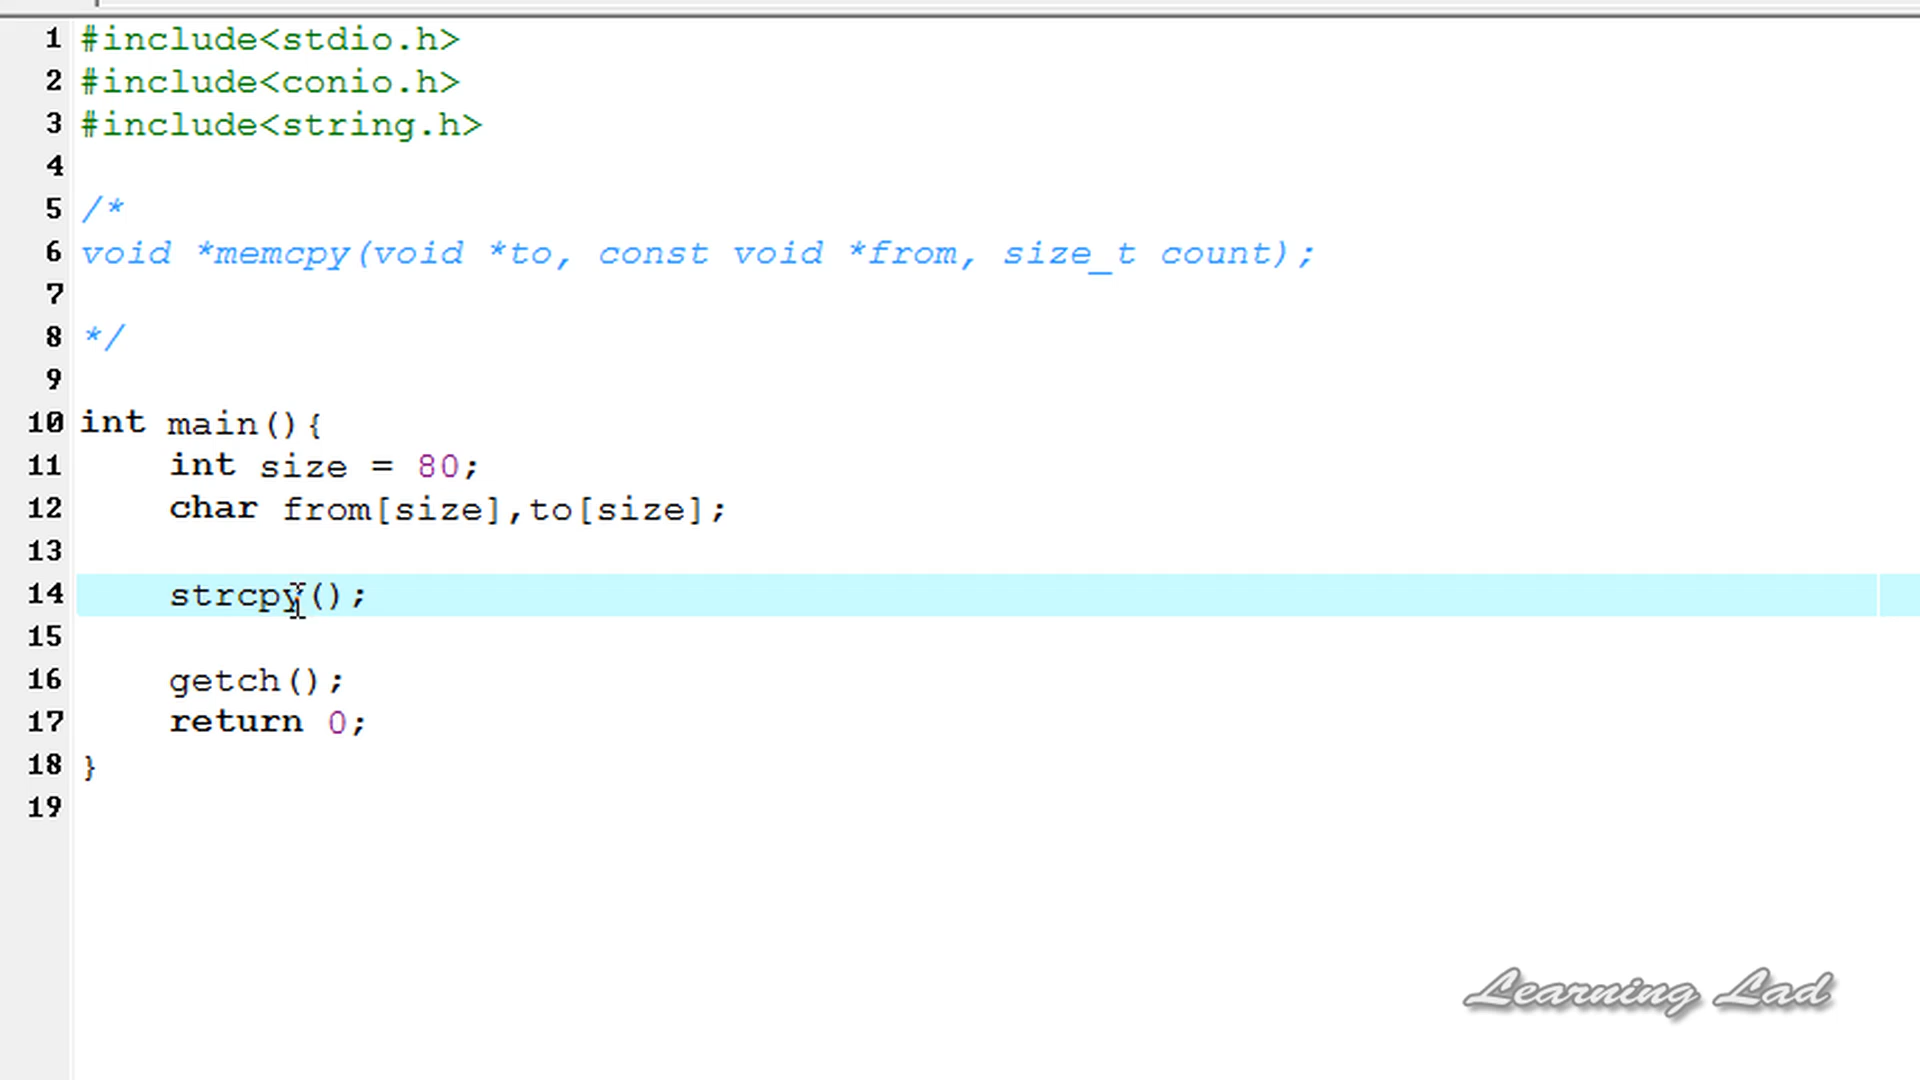 1 #include<stdio.h>
2 #include<conio.h>
3 #include<string.h>
4
5 /*
6 void *memcpy(void *to, const void *from, size_t count);
7
8 */
9
10 int main(){
11     int size = 80;
12     char from[size],to[size];
13
14     strcpy();
15
16     getch();
17     return 0;
18 }
19
Learning Lad